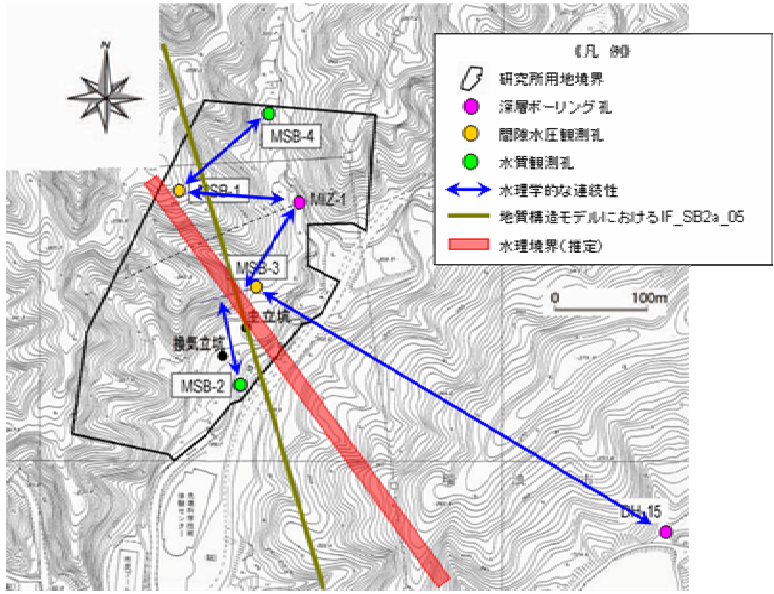 N
《凡 例》
研究所用地境界
深層ボーリング孔
間隙水圧観測孔
水質観測孔
水理学的な連続性
地質構造モデルにおけるIF_SB2a_05
水理境界(推定)
0 100m
MSB-4
MSB-1
MIZ-1
MSB-3
主立坑
換気立坑
MSB-2
DH-15